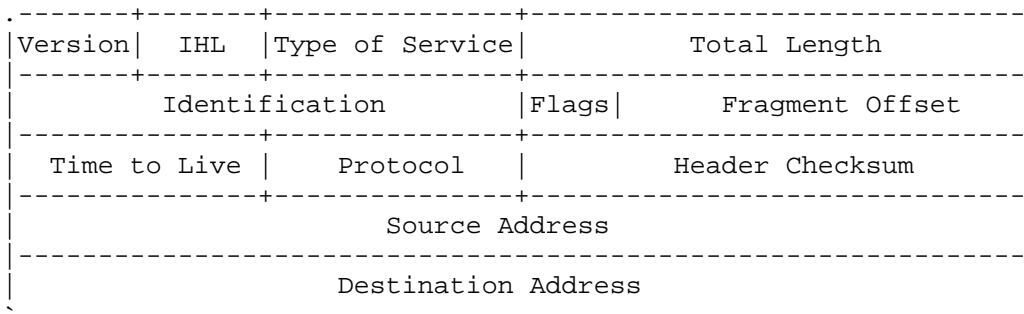 Version IHL Type of Service Total Length
Identification Flags Fragment Offset
Time to Live Protocol Header Checksum
Source Address
Destination Address